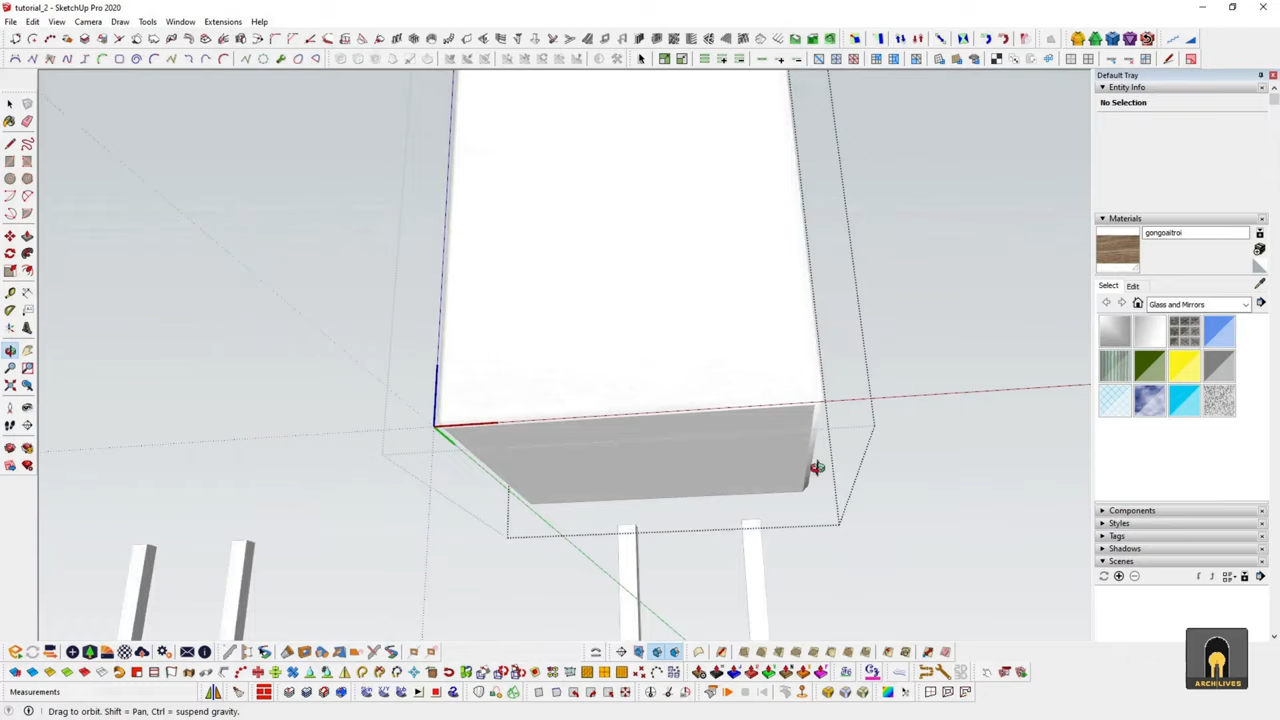 tutorial_2 - SketchUp Pro 2020
File Edit View Camera Draw Tools Window Extensions Help
Default Tray
Entity Info
No Selection
Materials
gongoaitroi
Select Edit
Glass and Mirrors
Components
Styles
Tags
Shadows
Scenes
ARCHLIVES
Measurements
Drag to orbit. Shift = Pan, Ctrl = suspend gravity.